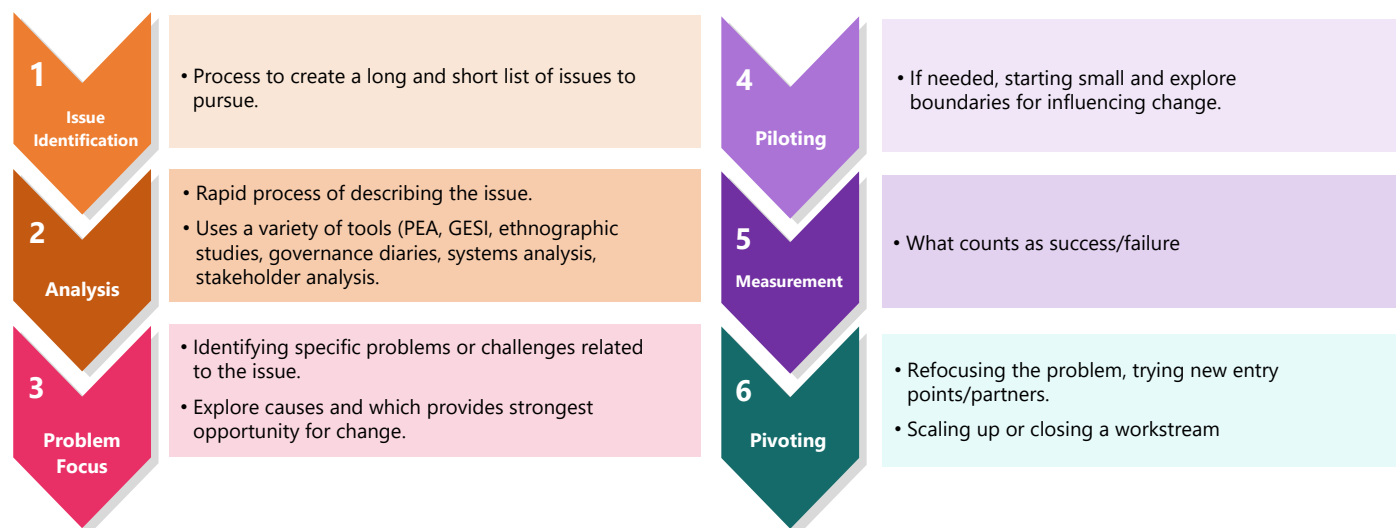 1
Issue
Identification
• Process to create a long and short list of issues to
pursue.
2
Analysis
• Rapid process of describing the issue.
• Uses a variety of tools (PEA, GESI, ethnographic
studies, governance diaries, systems analysis,
stakeholder analysis.
3
Problem
Focus
• Identifying specific problems or challenges related
to the issue.
• Explore causes and which provides strongest
opportunity for change.
4
Piloting
• If needed, starting small and explore
boundaries for influencing change.
5
Measurement
• What counts as success/failure
6
Pivoting
• Refocusing the problem, trying new entry
points/partners.
• Scaling up or closing a workstream